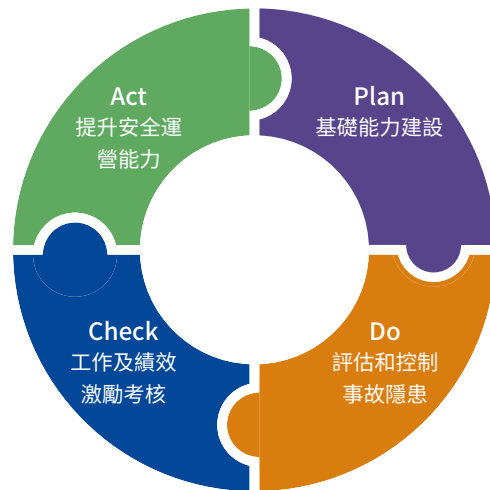 Act
提升安全運
營能力
Plan
基礎能力建設
Check
工作及績效
激勵考核
Do
評估和控制
事故隱患